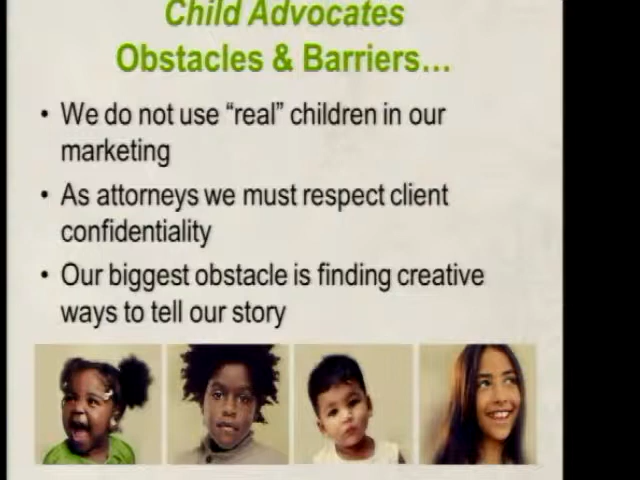 Child Advocates
Obstacles & Barriers…
• We do not use “real” children in our
marketing
• As attorneys we must respect client
confidentiality
• Our biggest obstacle is finding creative
ways to tell our story